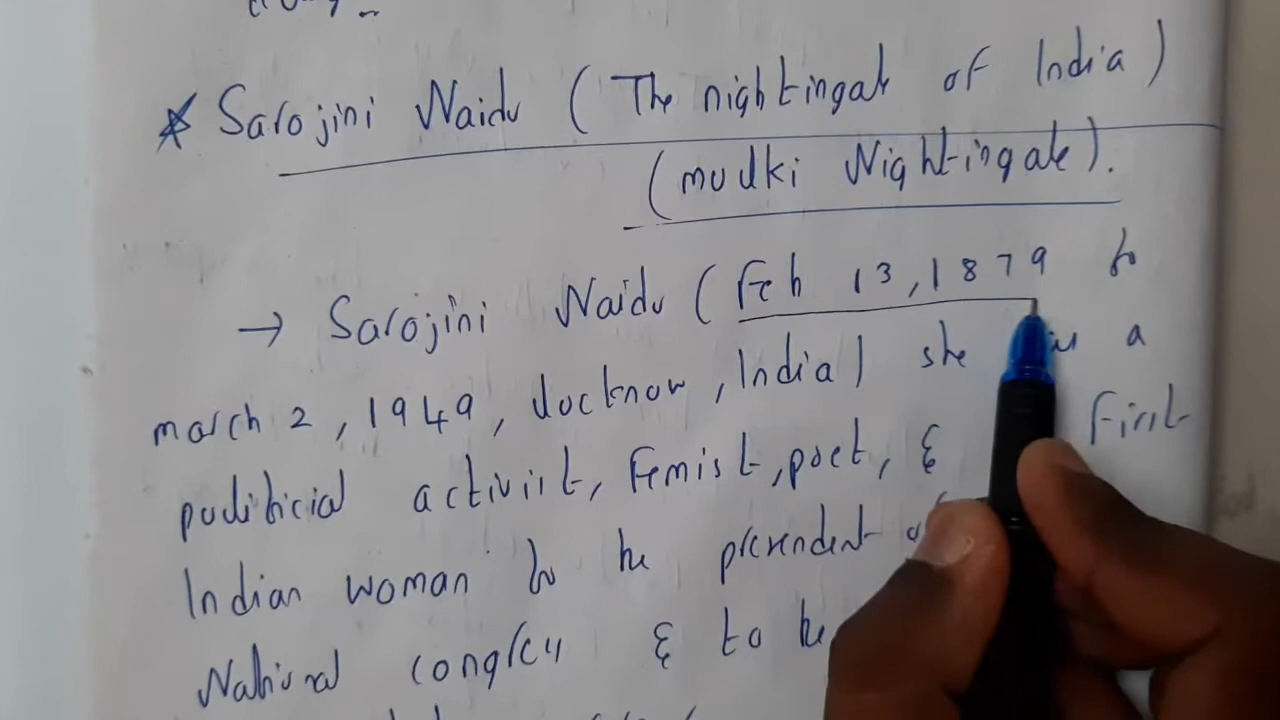 * Sarojini Naidu (The nightingale of India)
(mudki Nightingale).
→ Sarojini Naidu (Feb 13,1879 to
march 2, 1949, Lucknow, India) she is a
political activist, Femist, poet, & First
Indian woman to be president
National congress & to be